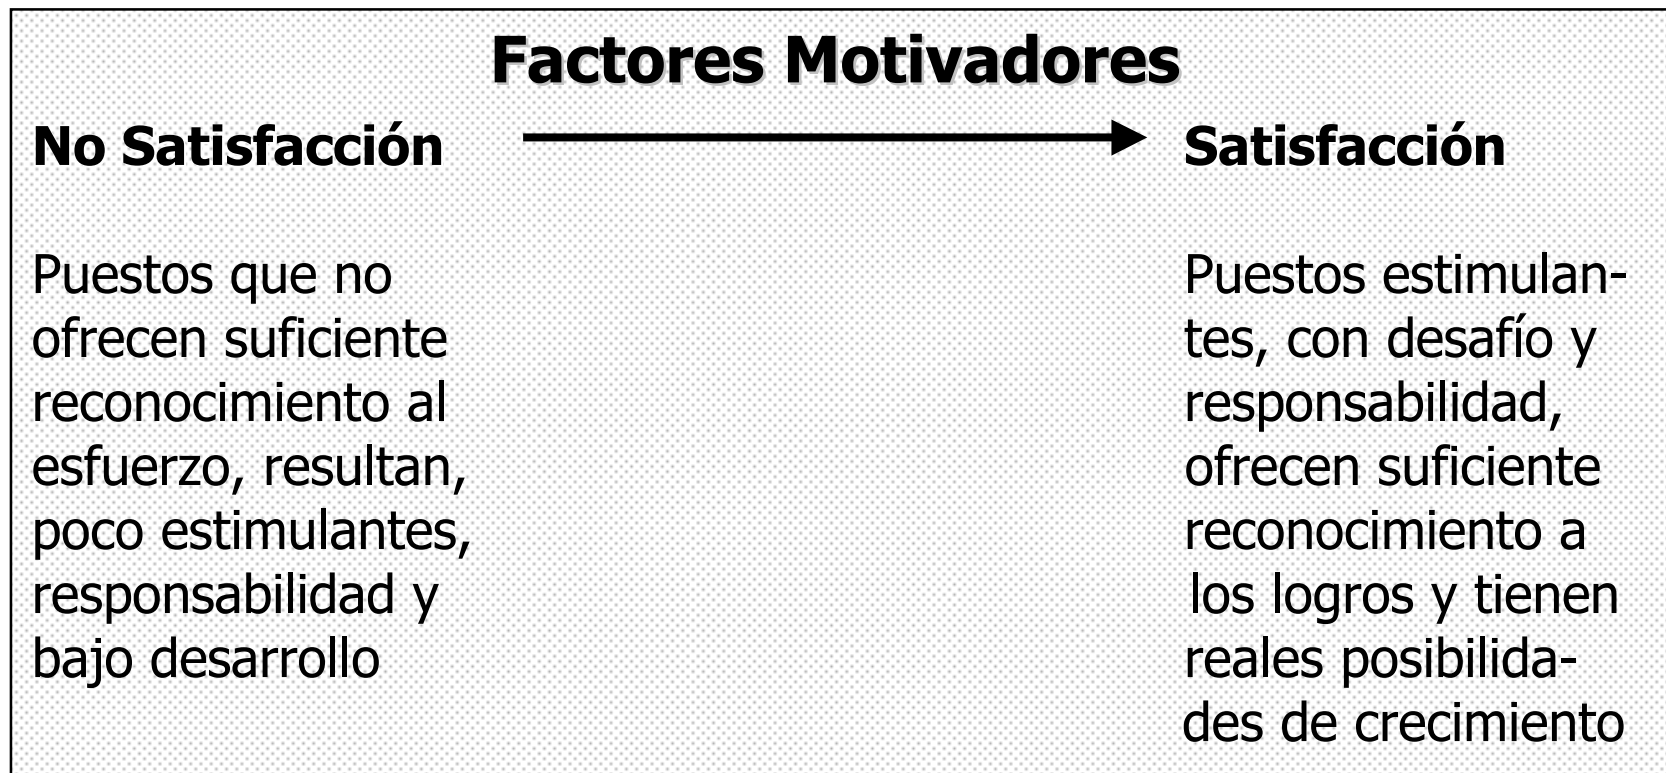 Factores Motivadores
No Satisfacción
Satisfacción
Puestos que no
ofrecen suficiente
reconocimiento al
esfuerzo, resultan,
poco estimulantes,
responsabilidad y
bajo desarrollo
Puestos estimulan-
tes, con desafío y
responsabilidad,
ofrecen suficiente
reconocimiento a
los logros y tienen
reales posibilida-
des de crecimiento